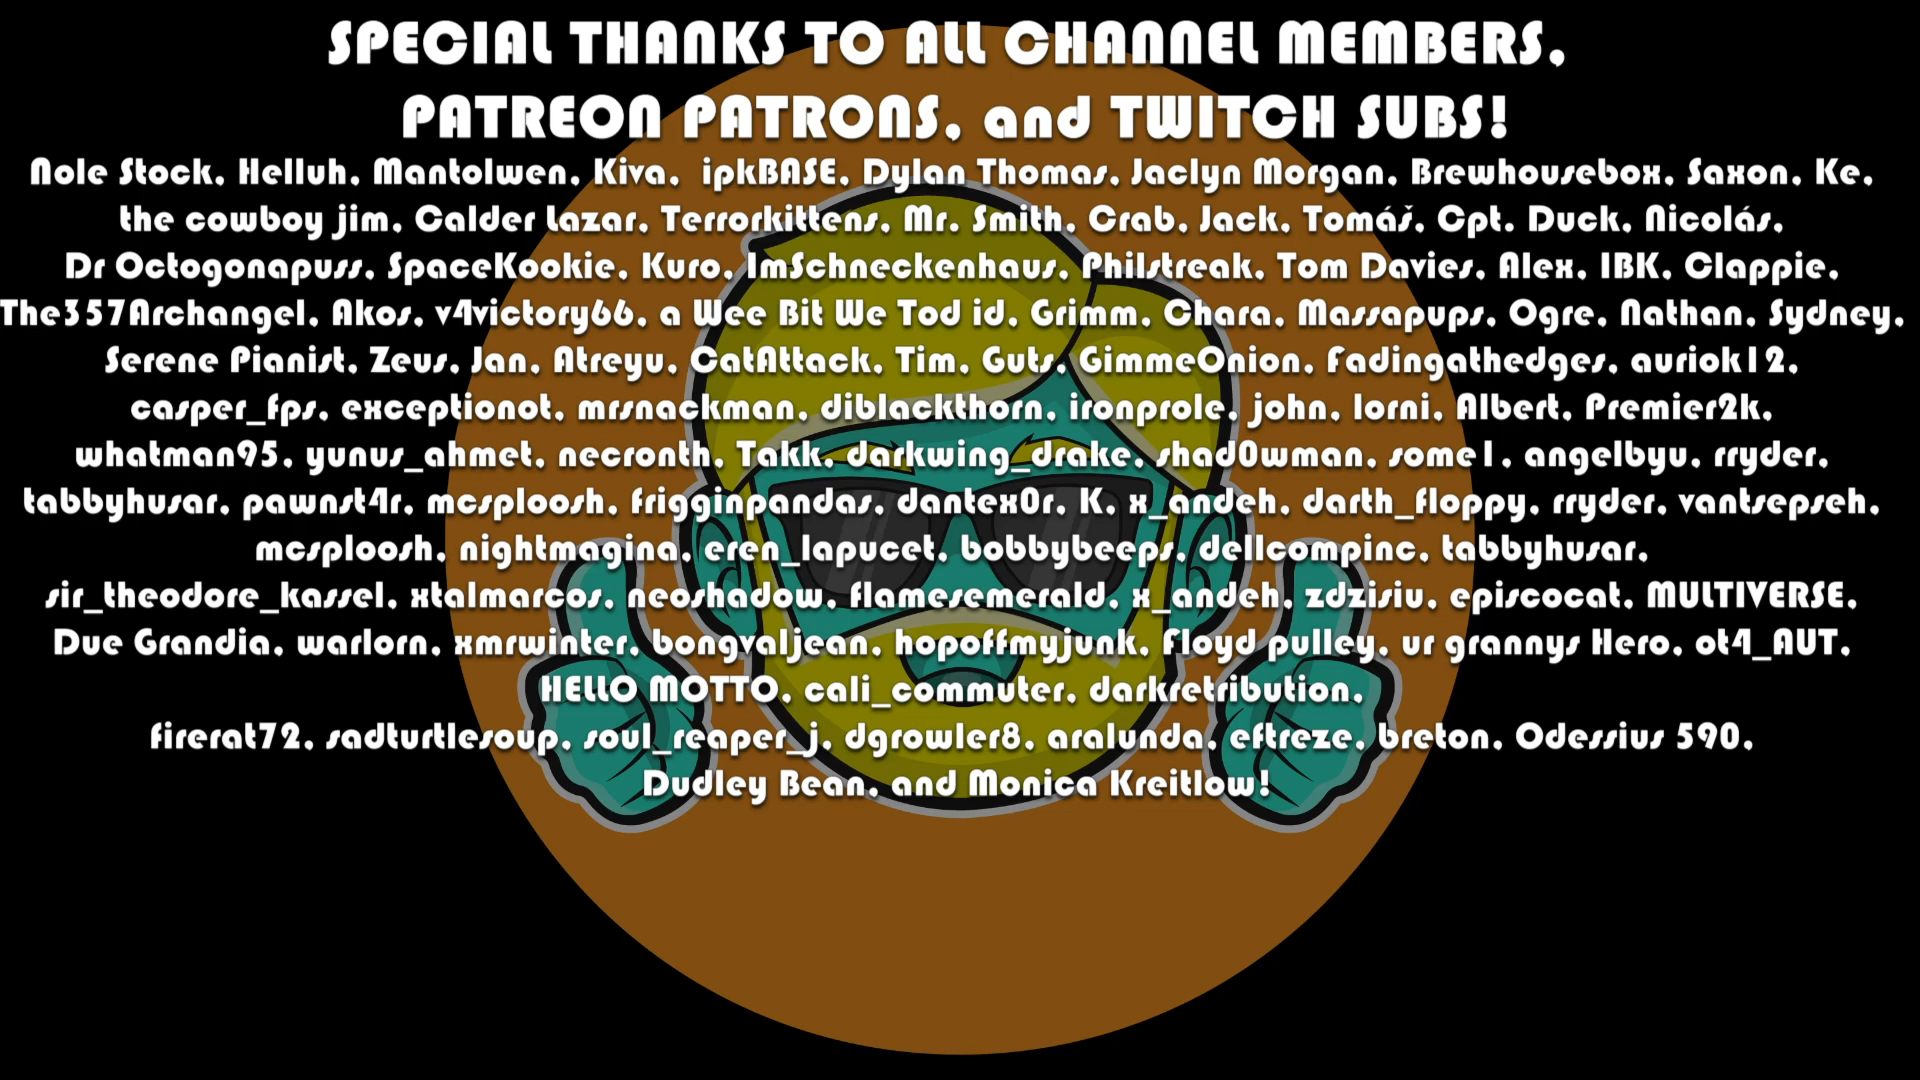 SPECIAL THANKS TO ALL CHANNEL MEMBERS,
PATREON PATRONS, and TWITCH SUBS!
Nole Stock, Helluh, Mantolwen, Kiva,  ipkBASE, Dylan Thomas, Jaclyn Morgan, Brewhousebox, Saxon, Ke,
the cowboy jim, Calder Lazar, Terrorkittens, Mr. Smith, Crab, Jack, Tomáš, Cpt. Duck, Nicolás,
Dr Octogonapuss, SpaceKookie, Kuro, ImSchneckenhaus, Philstreak, Tom Davies, Alex, IBK, Clappie,
The357Archangel, Akos, v4victory66, a Wee Bit We Tod id, Grimm, Chara, Massapups, Ogre, Nathan, Sydney,
Serene Pianist, Zeus, Jan, Atreyu, CatAttack, Tim, Guts, GimmeOnion, Fadingathedges, auriok12,
casper_fps, exceptionot, mrsnackman, diblackthorn, ironprole, john, lorni, Albert, Premier2k,
whatman95, yunus_ahmet, necronth, Takk, darkwing_drake, shad0wman, some1, angelbyu, rryder,
tabbyhusar, pawnst4r, mcsploosh, frigginpandas, dantex0r, K, x_andeh, darth_floppy, rryder, vantsepseh,
mcsploosh, nightmagina, eren_lapucet, bobbybeeps, dellcompinc, tabbyhusar,
sir_theodore_kassel, xtalmarcos, neoshadow, flamesemerald, x_andeh, zdzisiu, episcocat, MULTIVERSE,
Due Grandia, warlorn, xmrwinter, bongvaljean, hopoffmyjunk, Floyd pulley, ur grannys Hero, ot4_AUT,
HELLO MOTTO, cali_commuter, darkretribution,
firerat72, sadturtlesoup, soul_reaper_j, dgrowler8, aralunda, eftreze, breton, Odessius 590,
Dudley Bean, and Monica Kreitlow!